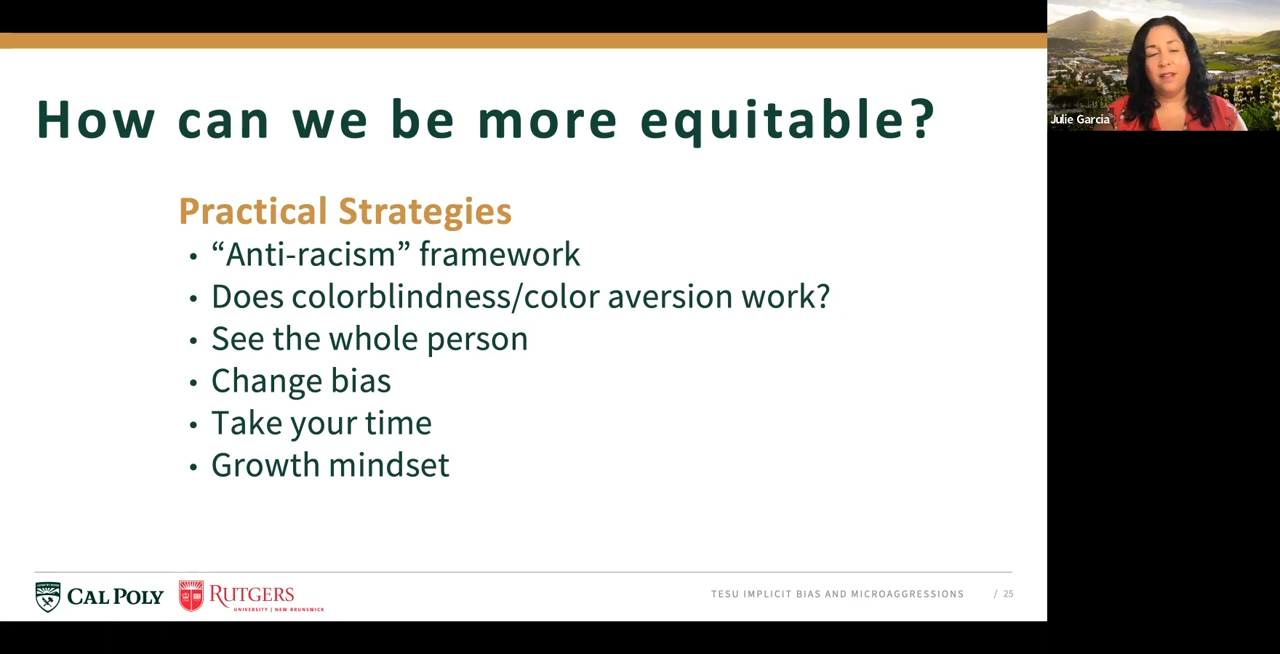 How can we be more equitable?
Practical Strategies
• “Anti-racism” framework
• Does colorblindness/color aversion work?
• See the whole person
• Change bias
• Take your time
• Growth mindset
CAL POLY
RUTGERS
UNIVERSITY | NEW BRUNSWICK
TESU IMPLICIT BIAS AND MICROAGGRESSIONS / 25
Julie Garcia